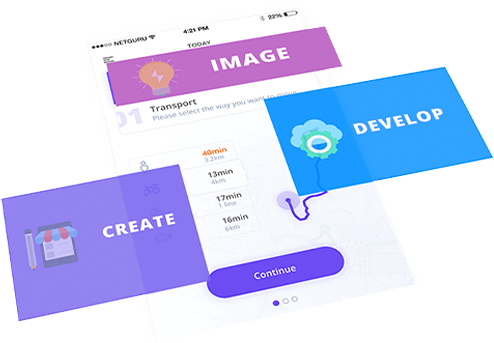 NETGURU
4:21 PM
22%
TODAY
IMAGE
01
Transport
Please select the way you want to move
DEVELOP
40min
3.2km
13min
4km
17min
1 line
CREATE
16min
6km
Continue